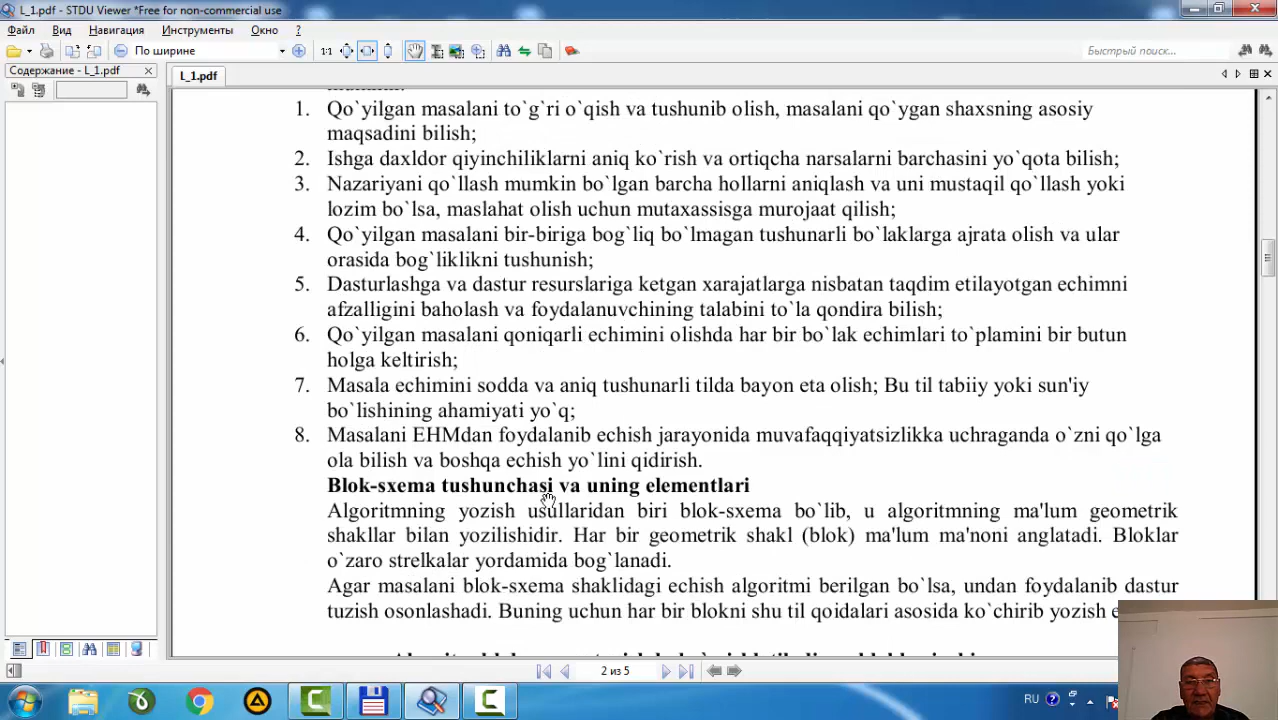 L_1.pdf - STDU Viewer *Free for non-commercial use
Файл Вид Навигация Инструменты Окно ?
По ширине 1:1 Быстрый поиск...
Содержание - L_1.pdf
L_1.pdf
1. Qo`yilgan masalani to`g`ri o`qish va tushunib olish, masalani qo`ygan shaxsning asosiy
maqsadini bilish;
2. Ishga daxldor qiyinchiliklarni aniq ko`rish va ortiqcha narsalarni barchasini yo`qota bilish;
3. Nazariyani qo`llash mumkin bo`lgan barcha hollarni aniqlash va uni mustaqil qo`llash yoki
lozim bo`lsa, maslahat olish uchun mutaxassisga murojaat qilish;
4. Qo`yilgan masalani bir-biriga bog`liq bo`lmagan tushunarli bo`laklarga ajrata olish va ular
orasida bog`liklikni tushunish;
5. Dasturlashga va dastur resurslariga ketgan xarajatlarga nisbatan taqdim etilayotgan echimni
afzalligini baholash va foydalanuvchining talabini to`la qondira bilish;
6. Qo`yilgan masalani qoniqarli echimini olishda har bir bo`lak echimlari to`plamini bir butun
holga keltirish;
7. Masala echimini sodda va aniq tushunarli tilda bayon eta olish; Bu til tabiiy yoki sun'iy
bo`lishining ahamiyati yo`q;
8. Masalani EHMdan foydalanib echish jarayonida muvafaqqiyatsizlikka uchraganda o`zni qo`lga
ola bilish va boshqa echish yo`lini qidirish.
Blok-sxema tushunchasi va uning elementlari
Algoritmning yozish usullaridan biri blok-sxema bo`lib, u algoritmning ma'lum geometrik
shakllar bilan yozilishidir. Har bir geometrik shakl (blok) ma'lum ma'noni anglatadi. Bloklar
o`zaro strelkalar yordamida bog`lanadi.
Agar masalani blok-sxema shaklidagi echish algoritmi berilgan bo`lsa, undan foydalanib dastur
tuzish osonlashadi. Buning uchun har bir blokni shu til qoidalari asosida ko`chirib yozish
2 из 5
RU